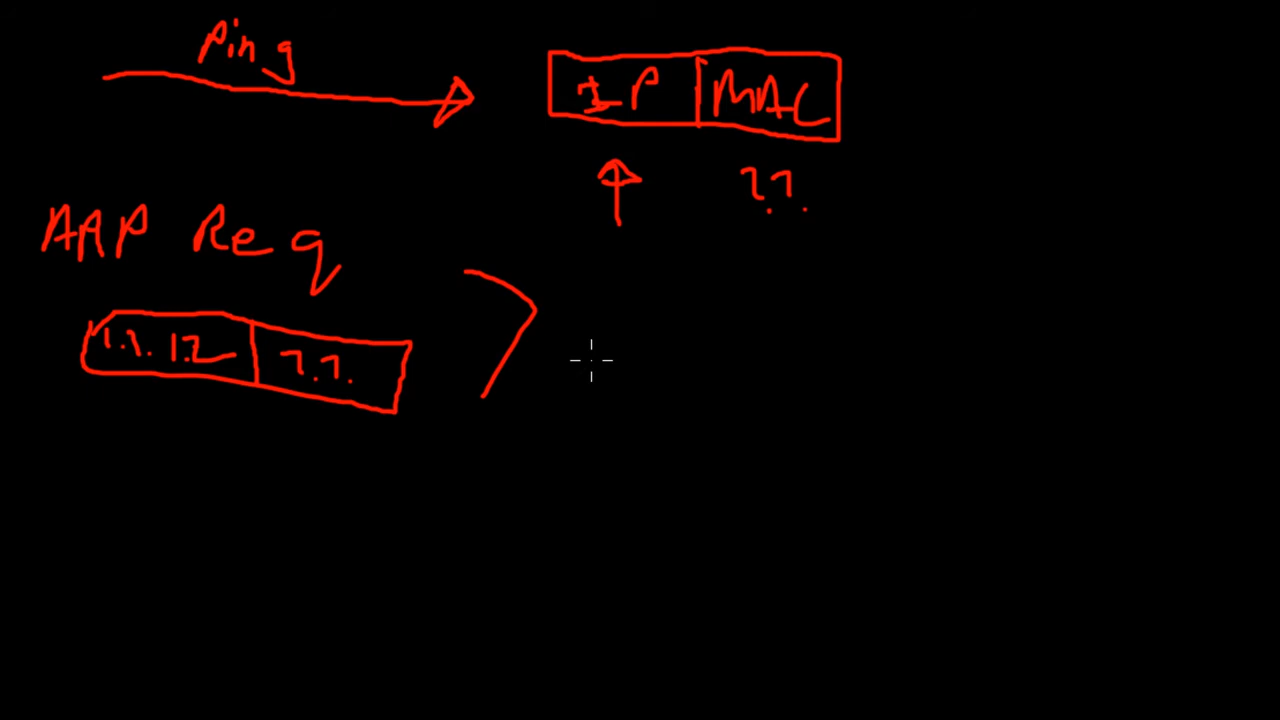 Ping
IP MAC
??
ARP Req
1.1.1.2 ??